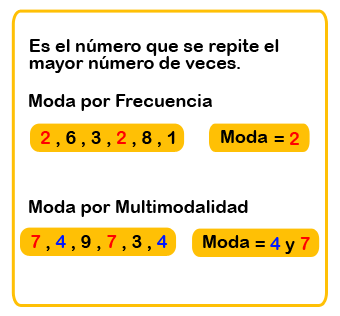 Es el número que se repite el
mayor número de veces.
Moda por Frecuencia
2 , 6 , 3 , 2 , 8 , 1 Moda = 2
Moda por Multimodalidad
7 , 4 , 9 , 7 , 3 , 4 Moda = 4 y 7